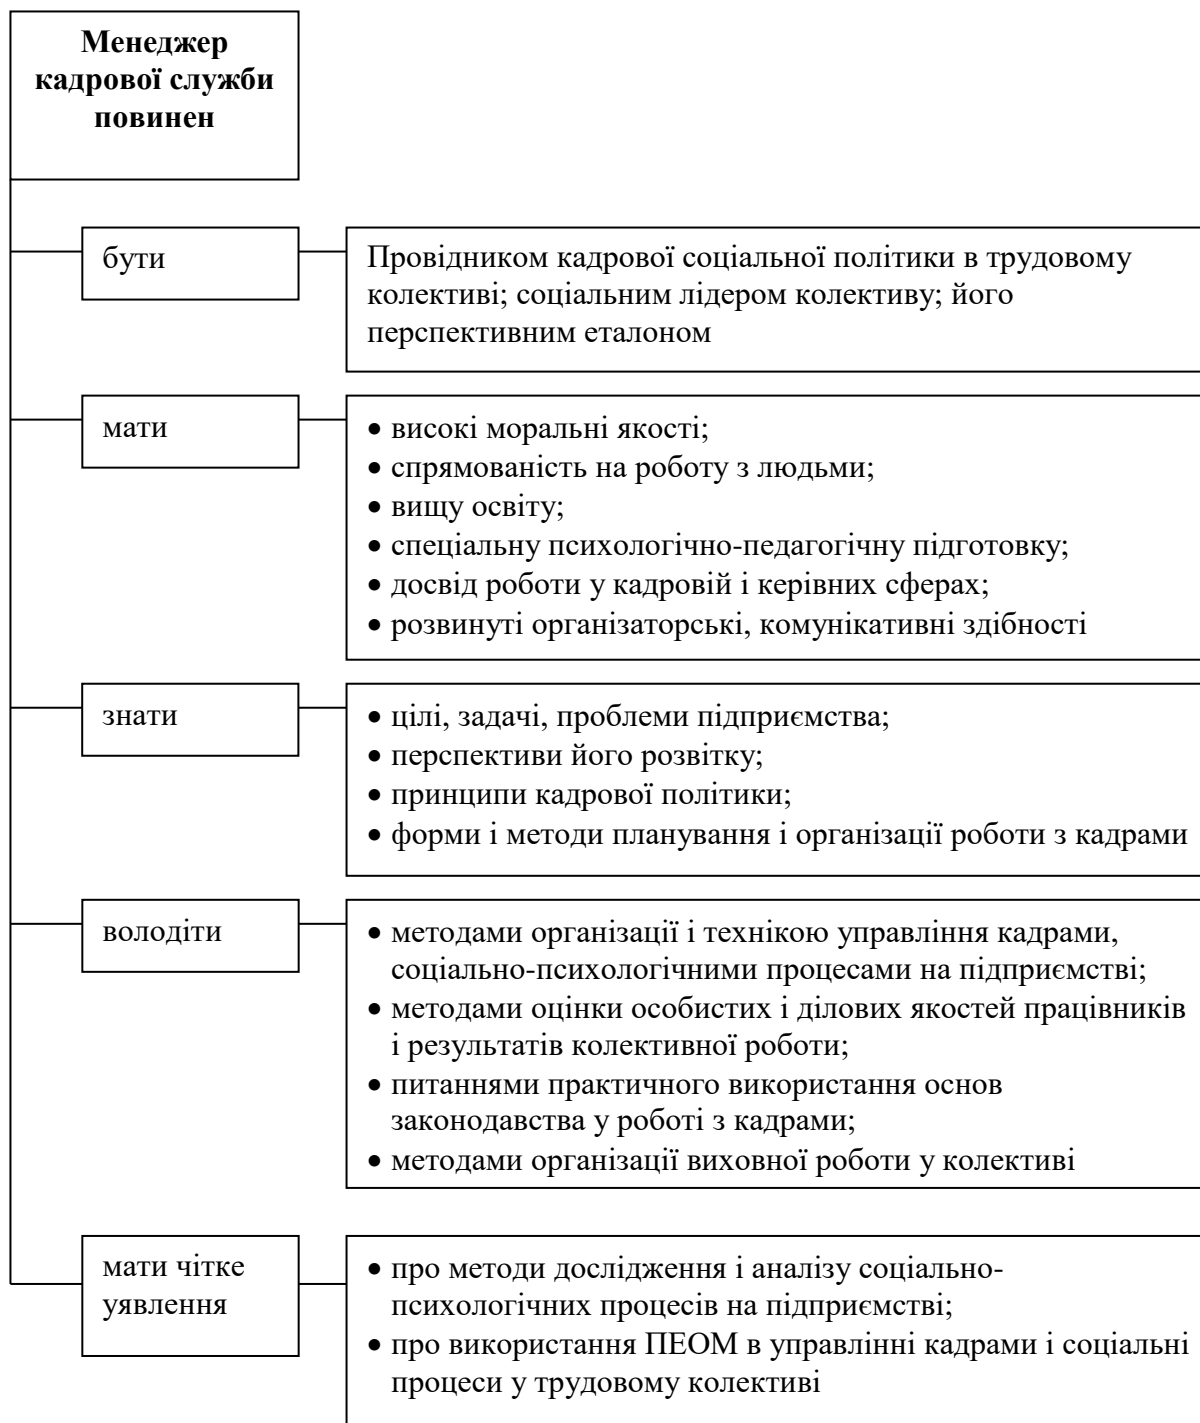 Менеджер
кадрової служби
повинен
бути
Провідником кадрової соціальної політики в трудовому
колективі; соціальним лідером колективу; його
перспективним еталоном
мати
• високі моральні якості;
• спрямованість на роботу з людьми;
• вищу освіту;
• спеціальну психологічно-педагогічну підготовку;
• досвід роботи у кадровій і керівних сферах;
• розвинуті організаторські, комунікативні здібності
знати
• цілі, задачі, проблеми підприємства;
• перспективи його розвітку;
• принципи кадрової політики;
• форми і методи планування і організації роботи з кадрами
володіти
• методами організації і технікою управління кадрами,
соціально-психологічними процесами на підприємстві;
• методами оцінки особистих і ділових якостей працівників
і результатів колективної роботи;
• питаннями практичного використання основ
законодавства у роботі з кадрами;
• методами організації виховної роботи у колективі
мати чітке
уявлення
• про методи дослідження і аналізу соціально-
психологічних процесів на підприємстві;
• про використання ПЕОМ в управлінні кадрами і соціальні
процеси у трудовому колективі